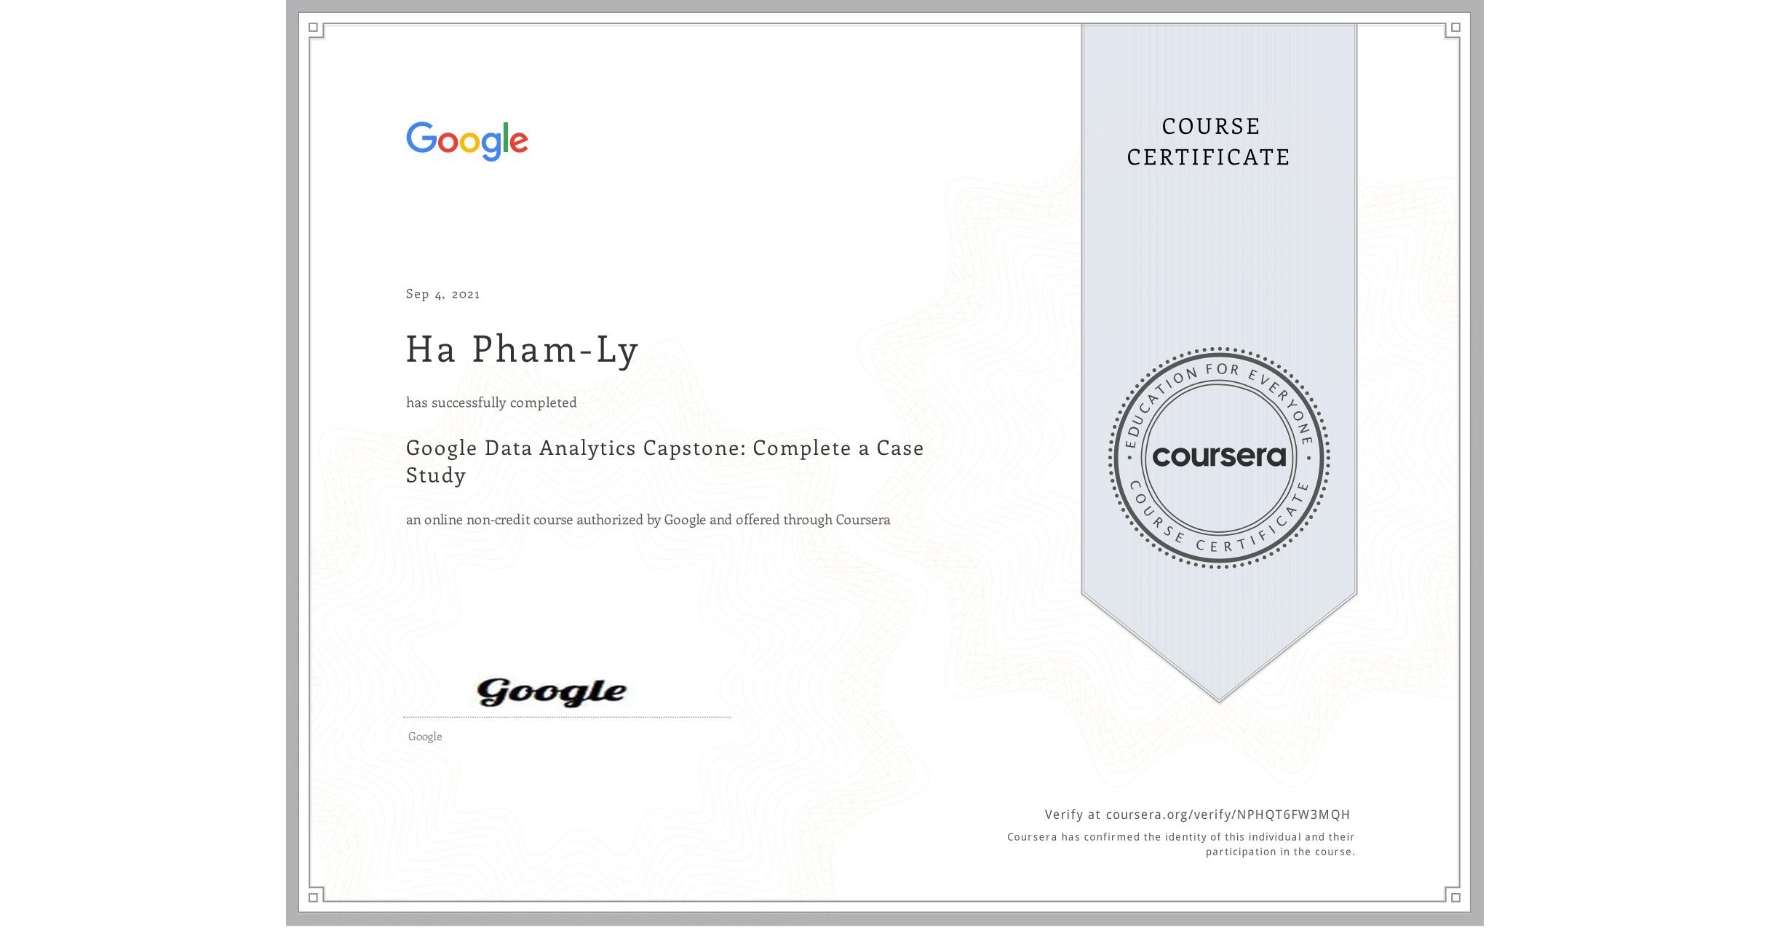 Google
COURSE
CERTIFICATE
Sep 4, 2021
Ha Pham-Ly
has successfully completed
Google Data Analytics Capstone: Complete a Case
Study
an online non-credit course authorized by Google and offered through Coursera
EDUCATION FOR EVERYONE
coursera
COURSE CERTIFICATE
Google
Google
Verify at coursera.org/verify/NPHQT6FW3MQH
Coursera has confirmed the identity of this individual and their
participation in the course.